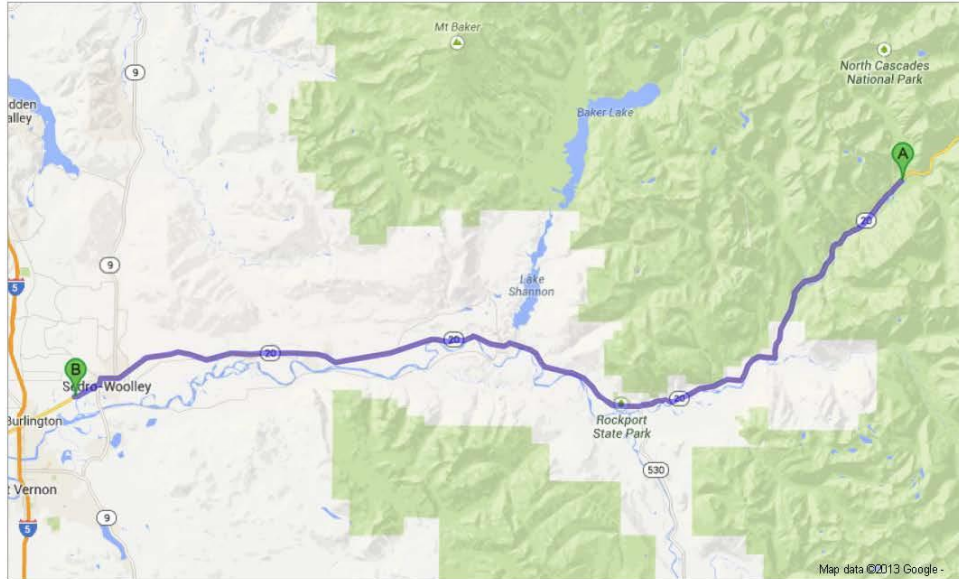 Mt Baker
9
North Cascades
National Park
dden
alley
Baker Lake
A
20
9
5
Lake
Shannon
20
20
B
Sedro-Woolley
20
Burlington
Rockport
State Park
530
t Vernon
9
5
Map data ©2013 Google -